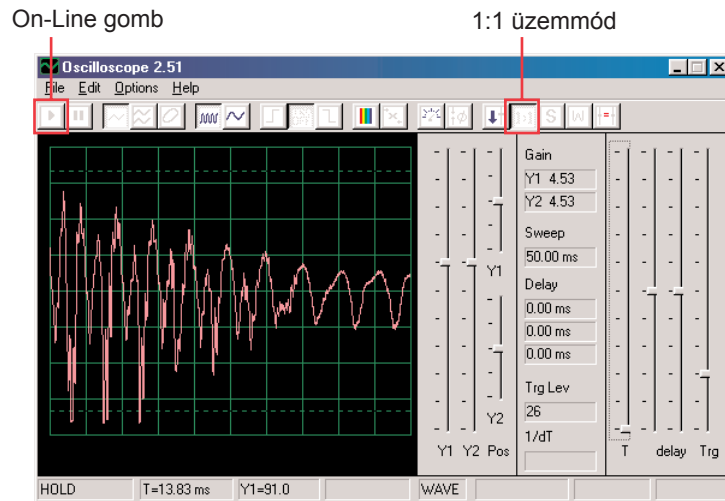 On-Line gomb
1:1 üzemmód
Oscilloscope 2.51
File Edit Options Help
1:1 S W
Gain
Y1 4.53
Y2 4.53
Sweep
50.00 ms
Y1
Delay
0.00 ms
0.00 ms
0.00 ms
Trg Lev
26
Y2
1/dT
Y1 Y2 Pos
T delay Trg
HOLD T=13.83 ms Y1=91.0 WAVE